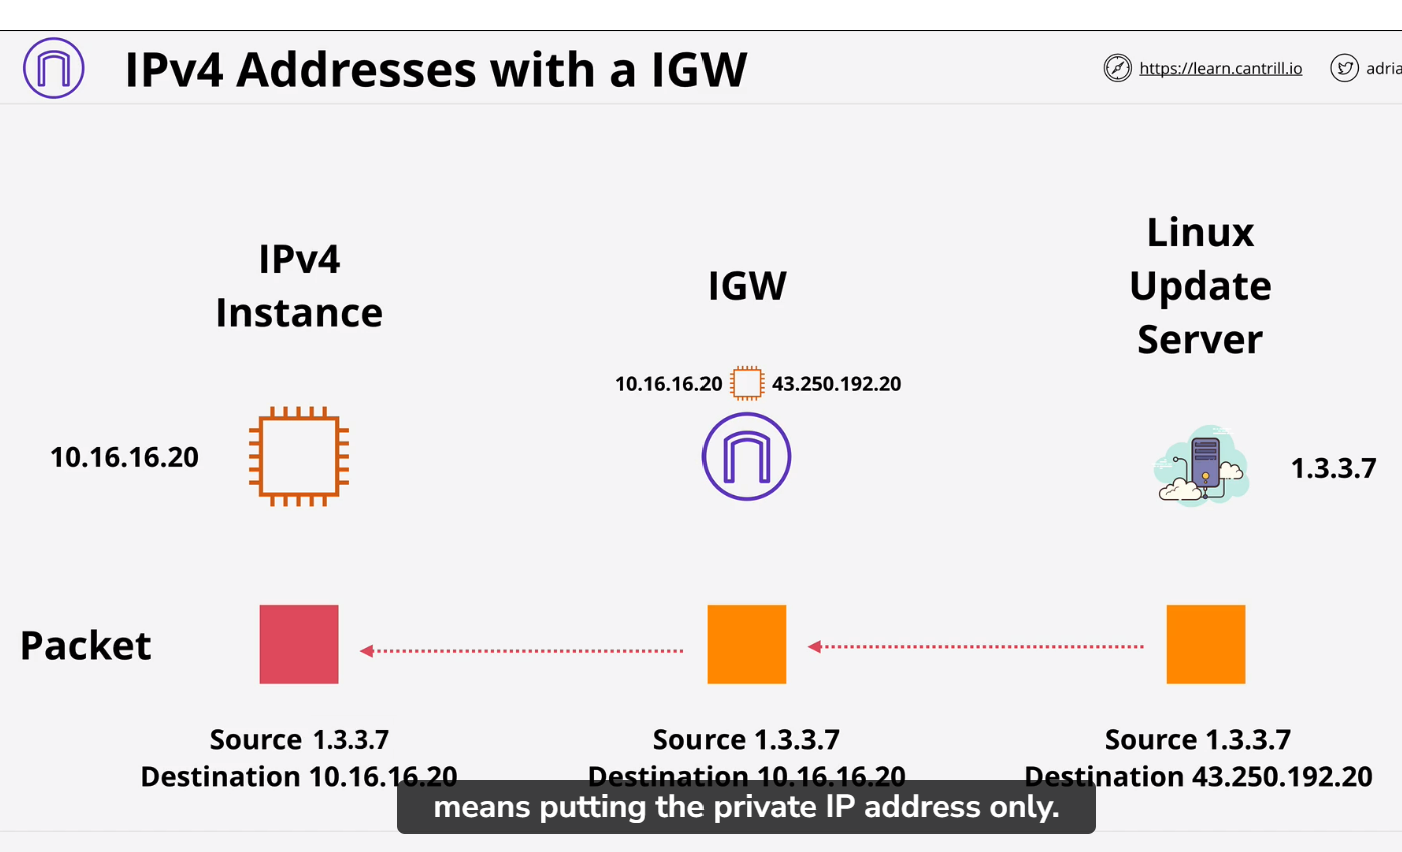 IPv4 Addresses with a IGW
https://learn.cantrill.io
adria
IPv4
Instance
IGW
Linux
Update
Server
10.16.16.20
43.250.192.20
10.16.16.20
1.3.3.7
Packet
Source 1.3.3.7
Destination 10.16.16.20
Source 1.3.3.7
Destination 10.16.16.20
Source 1.3.3.7
Destination 43.250.192.20
means putting the private IP address only.